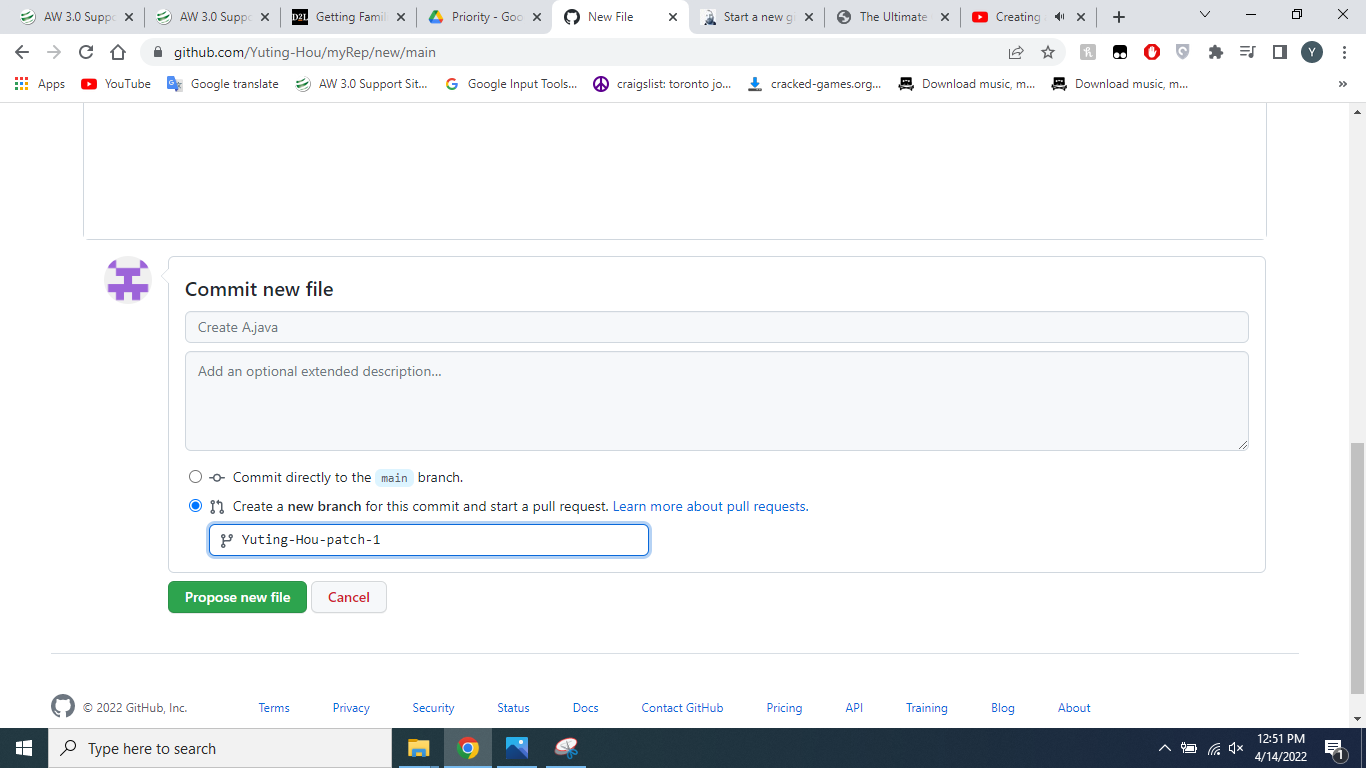 AW 3.0 Suppo
AW 3.0 Suppo
D2L Getting Famil
Priority - Goo
New File
Start a new g
The Ultimate
Creating
github.com/Yuting-Hou/myRep/new/main
Y
Apps
YouTube
Google translate
AW 3.0 Support Sit...
Google Input Tools...
craigslist: toronto jo...
cracked-games.org...
Download music, m...
Download music, m...
»
Commit new file
Create A.java
Add an optional extended description...
Commit directly to the main branch.
Create a new branch for this commit and start a pull request. Learn more about pull requests.
Yuting-Hou-patch-1
Propose new file
Cancel
© 2022 GitHub, Inc.
Terms
Privacy
Security
Status
Docs
Contact GitHub
Pricing
API
Training
Blog
About
Type here to search
12:51 PM
4/14/2022
1